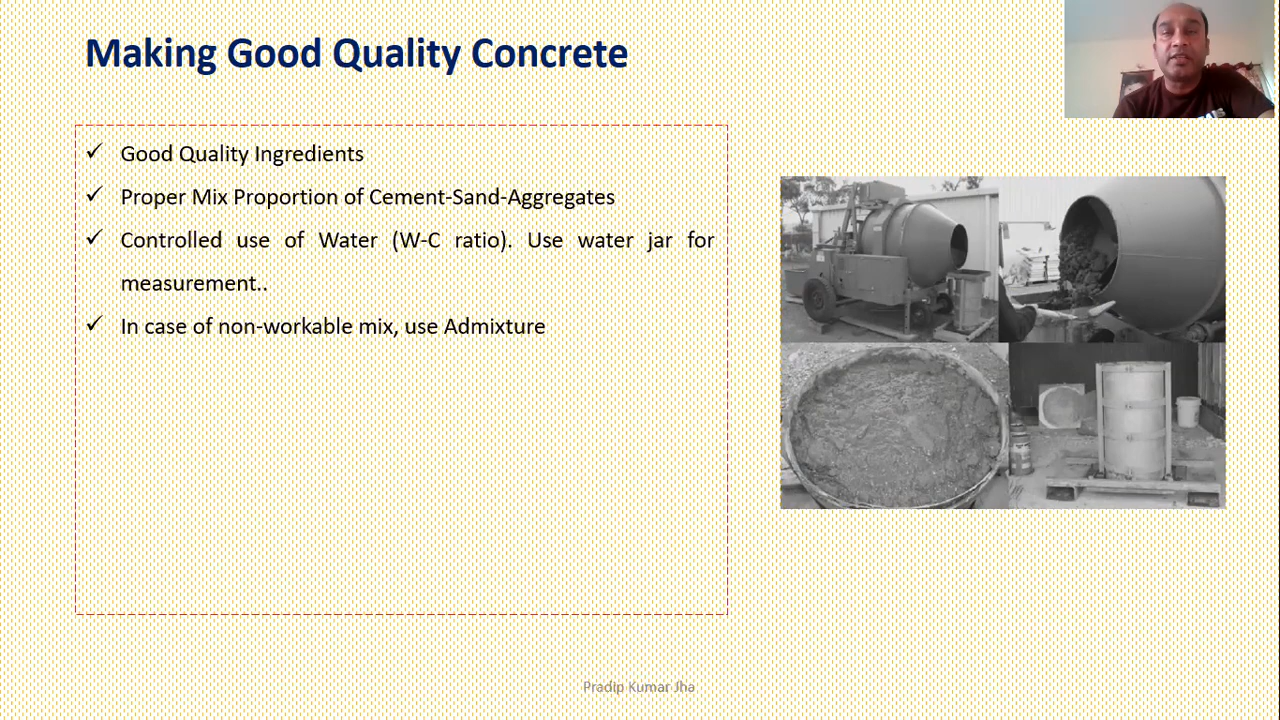 Making Good Quality Concrete
✓ Good Quality Ingredients
✓ Proper Mix Proportion of Cement-Sand-Aggregates
✓ Controlled use of Water (W-C ratio). Use water jar for
measurement..
✓ In case of non-workable mix, use Admixture
Pradip Kumar Jha